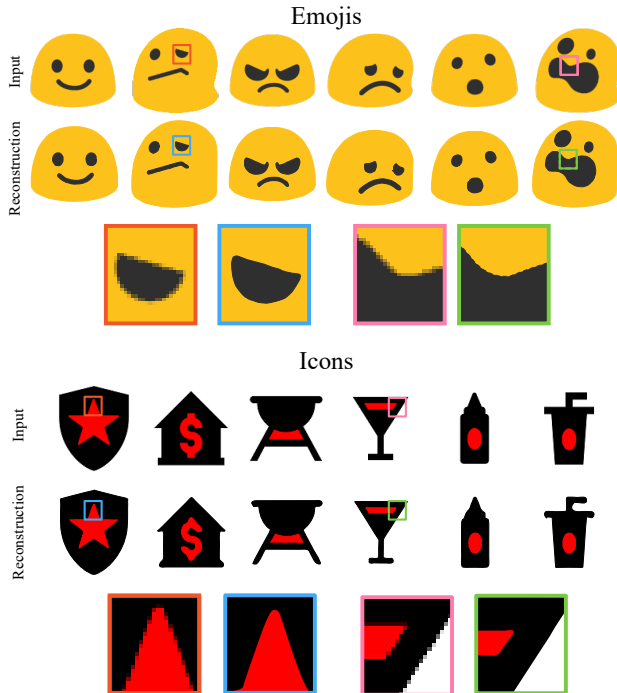 Emojis
Input
Reconstruction
Icons
Input
$ 
Reconstruction
$